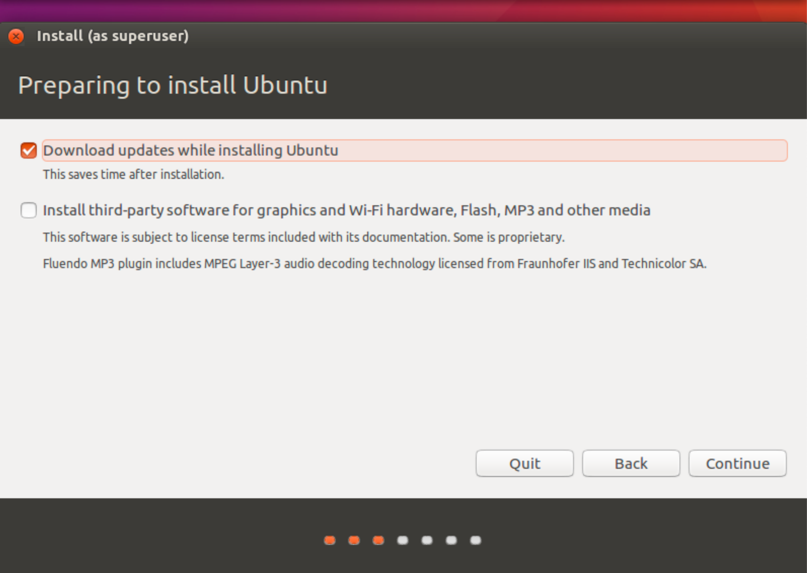 Install (as superuser)
Preparing to install Ubuntu
Download updates while installing Ubuntu
This saves time after installation.
Install third-party software for graphics and Wi-Fi hardware, Flash, MP3 and other media
This software is subject to license terms included with its documentation. Some is proprietary.
Fluendo MP3 plugin includes MPEG Layer-3 audio decoding technology licensed from Fraunhofer IIS and Technicolor SA.
Quit
Back
Continue